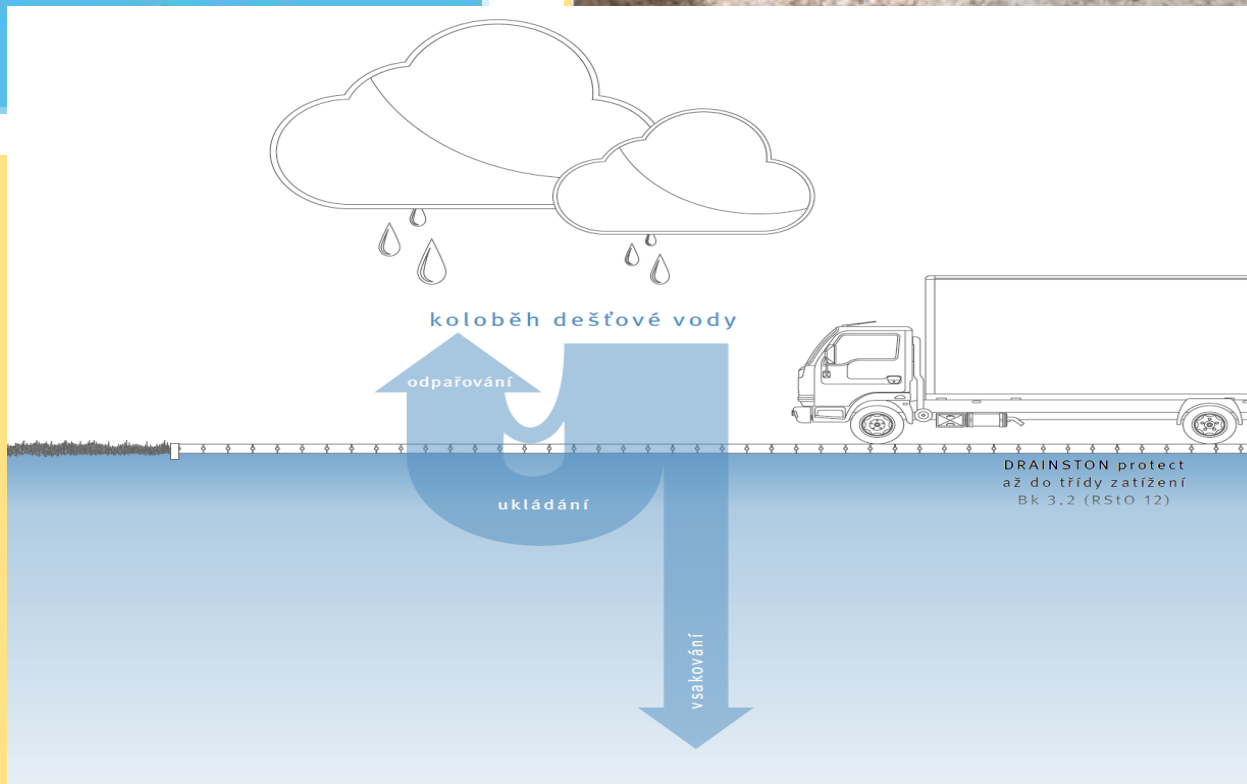 koloběh dešťové vody
odpařování
ukládání
DRAINSTON protect
až do třídy zatížení
Bk 3,2 (RStO 12)
vsakování